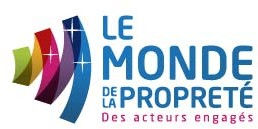 LE
MONDE
DE LA PROPRETÉ
Des acteurs engagés